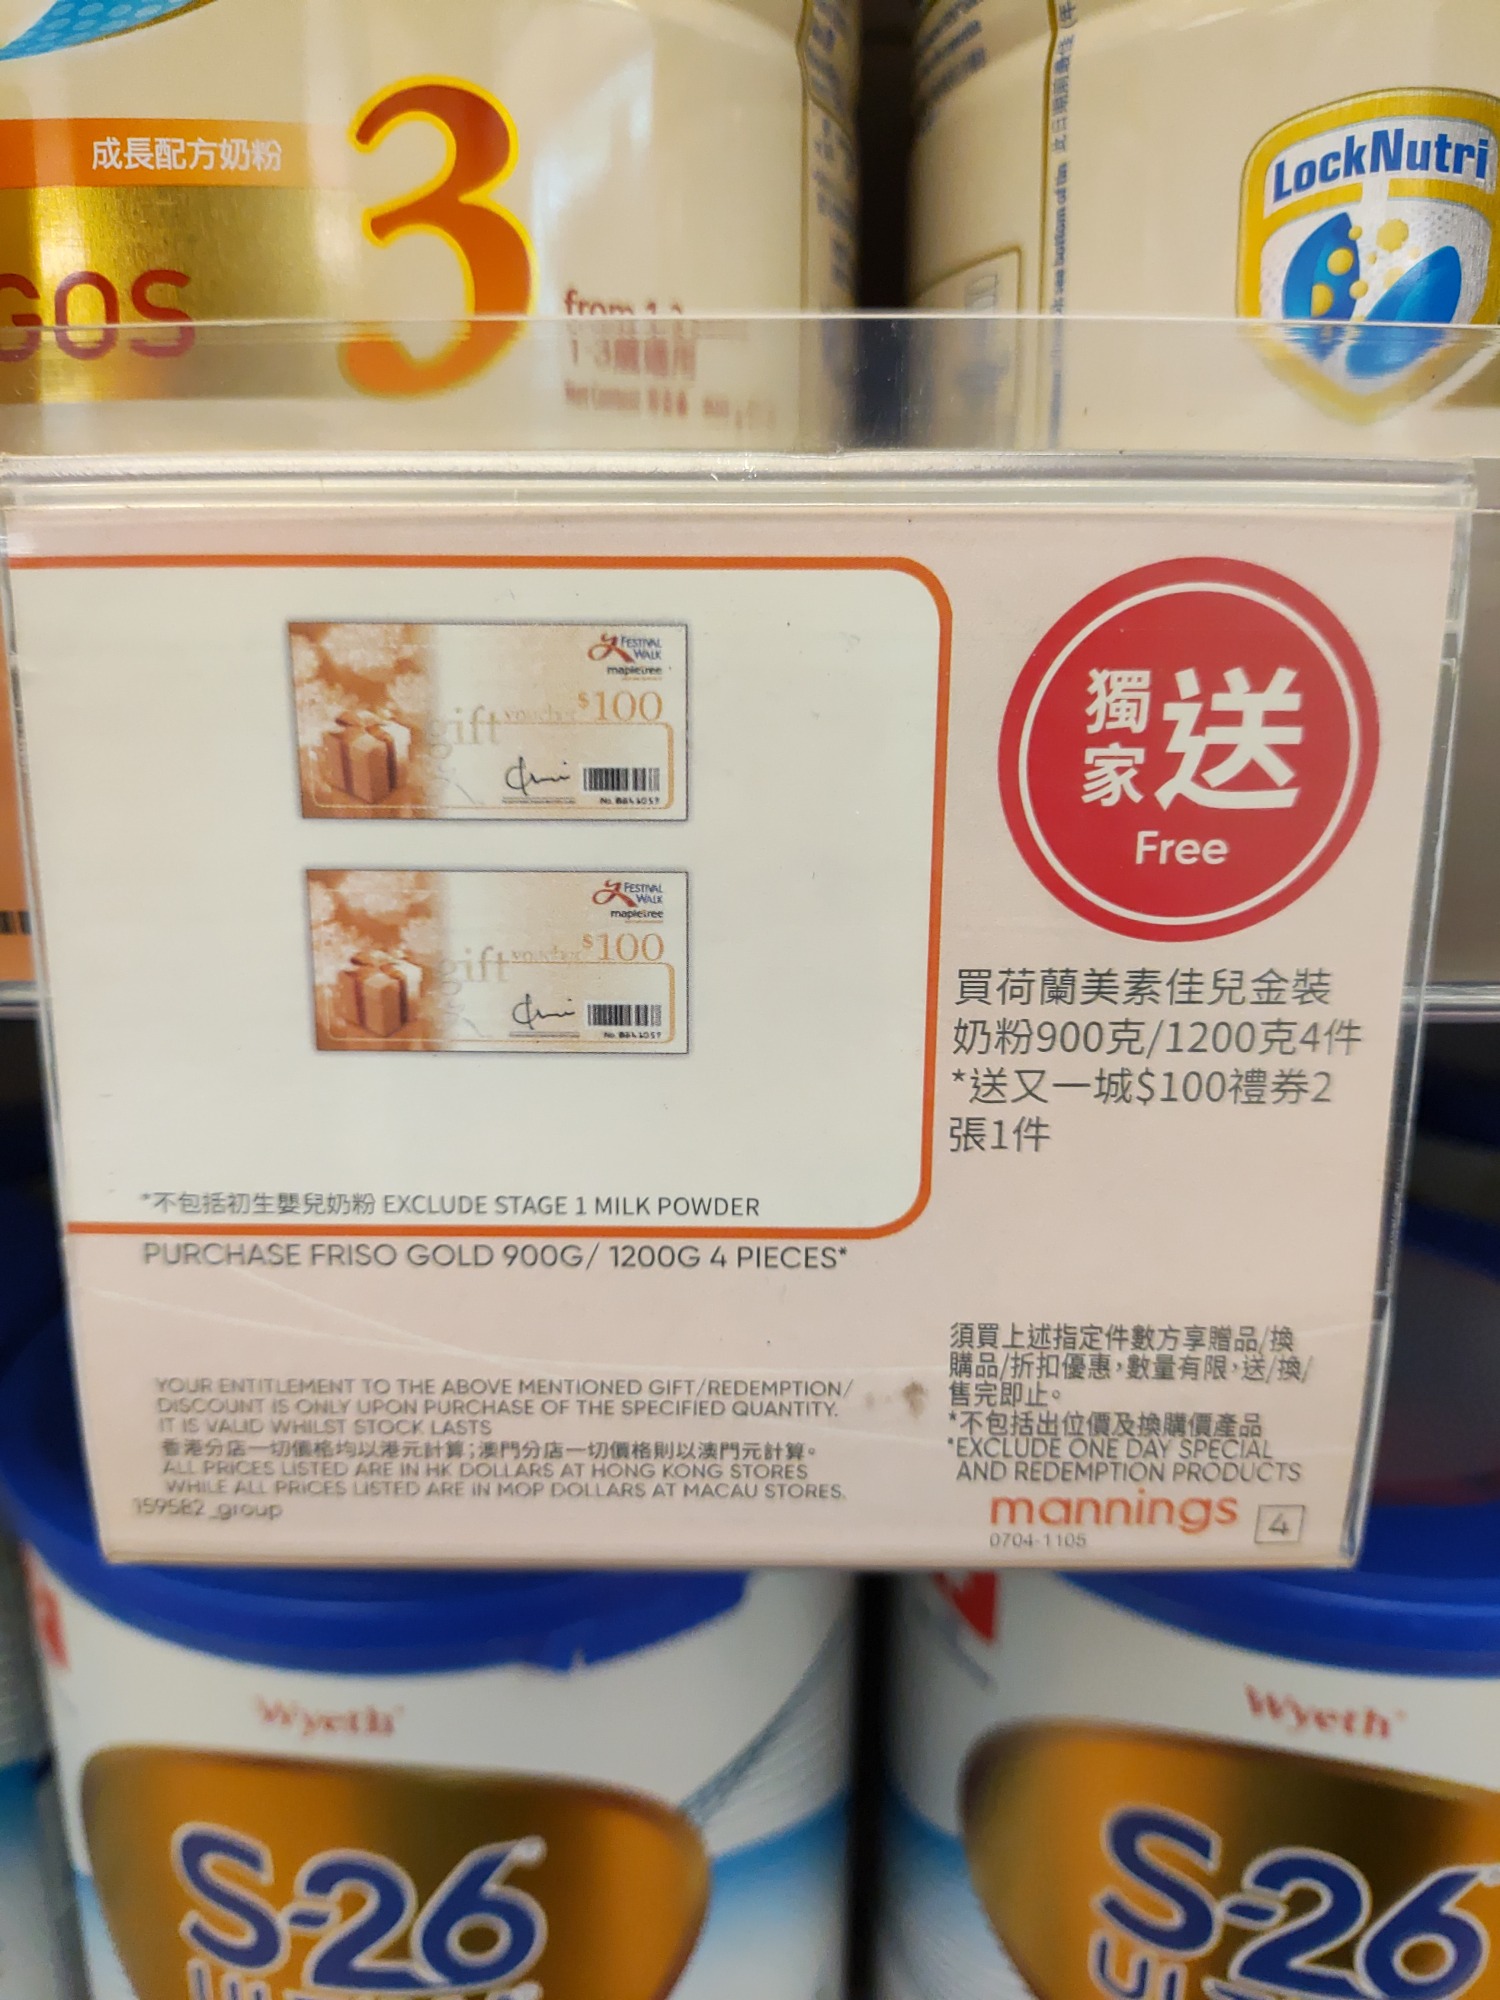 成長配方奶粉
GOS
3
1-3歲適用
LockNutri
FESTIVAL
WALK
mapletree
gift voucher $100
FESTIVAL
WALK
mapletree
gift voucher $100
*不包括初生嬰兒奶粉 EXCLUDE STAGE 1 MILK POWDER
PURCHASE FRISO GOLD 900G/ 1200G 4 PIECES*
獨家送
Free
買荷蘭美素佳兒金裝
奶粉900克/1200克4件
*送又一城$100禮券2
張1件
YOUR ENTITLEMENT TO THE ABOVE MENTIONED GIFT/REDEMPTION/
DISCOUNT IS ONLY UPON PURCHASE OF THE SPECIFIED QUANTITY.
IT IS VALID WHILST STOCK LASTS
香港分店一切價格均以港元計算;澳門分店一切價格則以澳門元計算。
ALL PRICES LISTED ARE IN HK DOLLARS AT HONG KONG STORES
WHILE ALL PRICES LISTED ARE IN MOP DOLLARS AT MACAU STORES.
159582_group
須買上述指定件數方享贈品/換
購品/折扣優惠,數量有限,送/換/
售完即止。
*不包括出位價及換購價產品
*EXCLUDE ONE DAY SPECIAL
AND REDEMPTION PRODUCTS
mannings 4
0704-1105
Wyeth
S-26
Wyeth
S-26